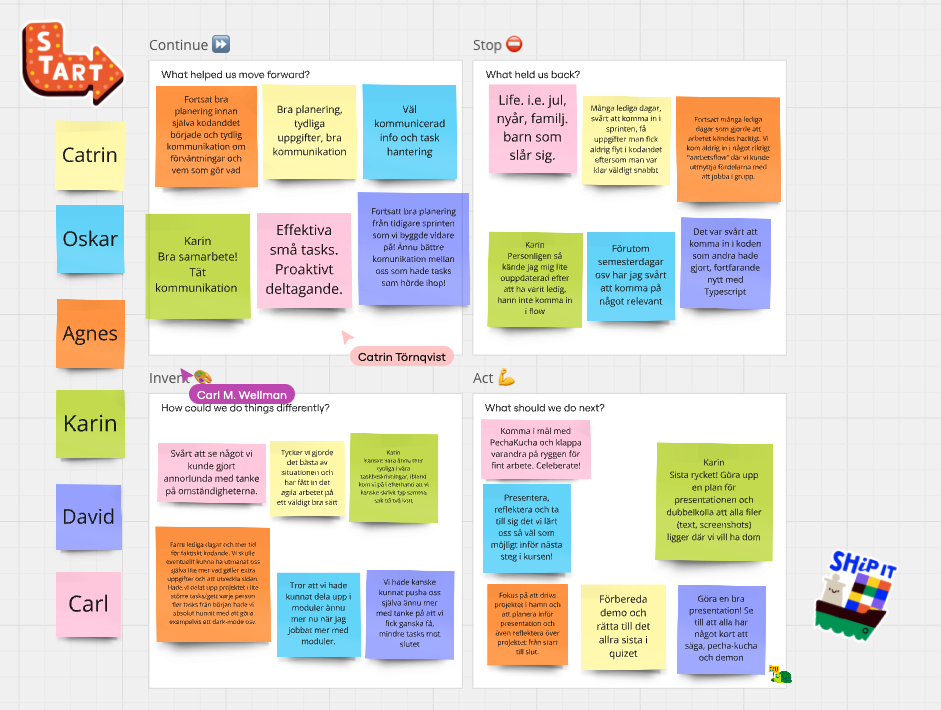 START
Catrin
Oskar
Agnes
Karin
David
Carl
Continue
What helped us move forward?
Fortsat bra
planering innan
själva kodanddet
började och tydlig
kommunikation om
förväntningar och
vem som gör vad
Bra planering,
tydliga
uppgifter, bra
kommunikation
Väl
kommunicerad
info och task
hantering
Karin
Bra samarbete!
Tät
kommunikation
Effektiva
små tasks.
Proaktivt
deltagande.
Fortsatt bra planering
från tidigare sprinten
som vi byggde vidare
på! Ännu bättre
komunikation mellan
oss som hade tasks
som hörde ihop!
Catrin Törnqvist
Stop
What held us back?
Life. i.e. jul,
nyår, familj.
barn som
slår sig.
Många lediga dagar,
svårt att komma in i
sprinten, få
uppgifter man fick
aldrig flyt i kodandet
eftersom man var
klar väldigt snabbt
Fortsatt många lediga
dagar som gjorde att
arbetet kändes hackigt. Vi
kom aldrig in i något riktigt
"arbetsflow" där vi kunde
utthyttja fördelarna med
att jobba i grupp.
Karin
Personligen så
kände jag mig lite
ouppdaterad efter
att ha varit ledig,
hann inte komma in
i flow
Förutom
semesterdagar
osv har jag svårt
att komma på
något relevant
Det var svårt att
komma in i koden
som andra hade
gjort, fortfarande
nytt med
Typescript
Invent
Carl M. Wellman
How could we do things differently?
Svårt att se något vi
kunde gjort
annorlunda med tanke
på omständigheterna.
Tycker vi gjorde
det bästa av
situationen och
har fått in det
agila arbetet på
ett väldigt bra sätt
Karin
kanske vara ännu mer
tydliga i våra
taskbeskrivningar, ibland
kom vi på i efterhand att vi
kanske skrivit typ samma
sak på två kort.
Färre lediga dagar och mer tid
för faktiskt kodande. Vi skulle
eventuellt kunna ha utmanat oss
själva lite mer vad gäller extra
uppgifter och att utveckla sidan.
Hade vi delat upp projektet i lite
större tasks/gett varje person
fler tasks från början hade vi
absolut hunnit med att göra
exempelvis ett dark-mode osv.
Tror att vi hade
kunnat dela upp i
moduler ännu
mer nu när jag
jobbar mer med
moduler.
Vi hade kanske
kunnat pusha oss
själva ännu mer
med tanke på att vi
fick ganska få,
mindre tasks mot
slutet
Act
What should we do next?
Komma i mål med
PechaKucha och klappa
varandra på ryggen för
fint arbete. Celeberate!
Karin
Sista rycket! Göra upp
en plan för
presentationen och
dubbelkolla att alla filer
(text, screenshots)
ligger där vi vill ha dom
Presentera,
reflektera och ta
till sig det vi lärt
oss så väl som
möjligt inför nästa
steg i kursen!
Fokus på att driva
projektet i hamn och
att planera inför
presentation och
även reflektera över
projektet från start
till slut.
Förbereda
demo och
rätta till det
allra sista i
quizet
Göra en bra
presentation! Se
till att alla har
något kort att
säga, pecha-kucha
och demon
SHiP IT